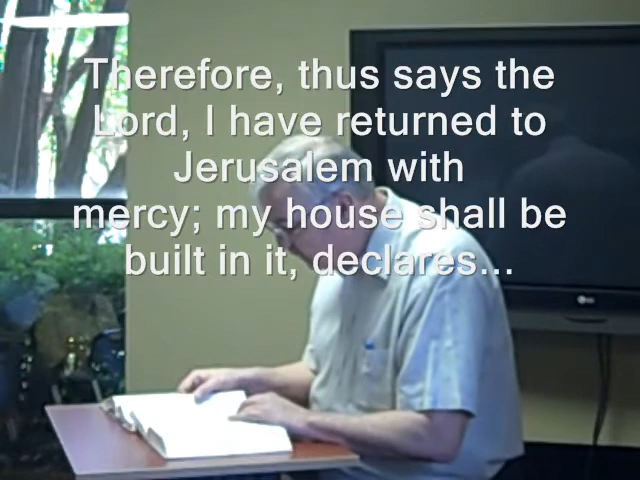 Therefore, thus says the
Lord, I have returned to
Jerusalem with
mercy; my house shall be
built in it, declares...
LG